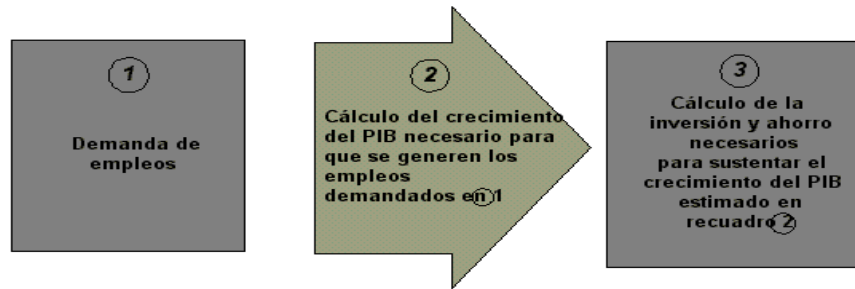 1
Demanda de
empleos
2
Cálculo del crecimiento
del PIB necesario para
que se generen los
empleos
demandados en 1
3
Cálculo de la
inversión y ahorro
necesarios
para sustentar el
crecimiento del PIB
estimado en
recuadro 2